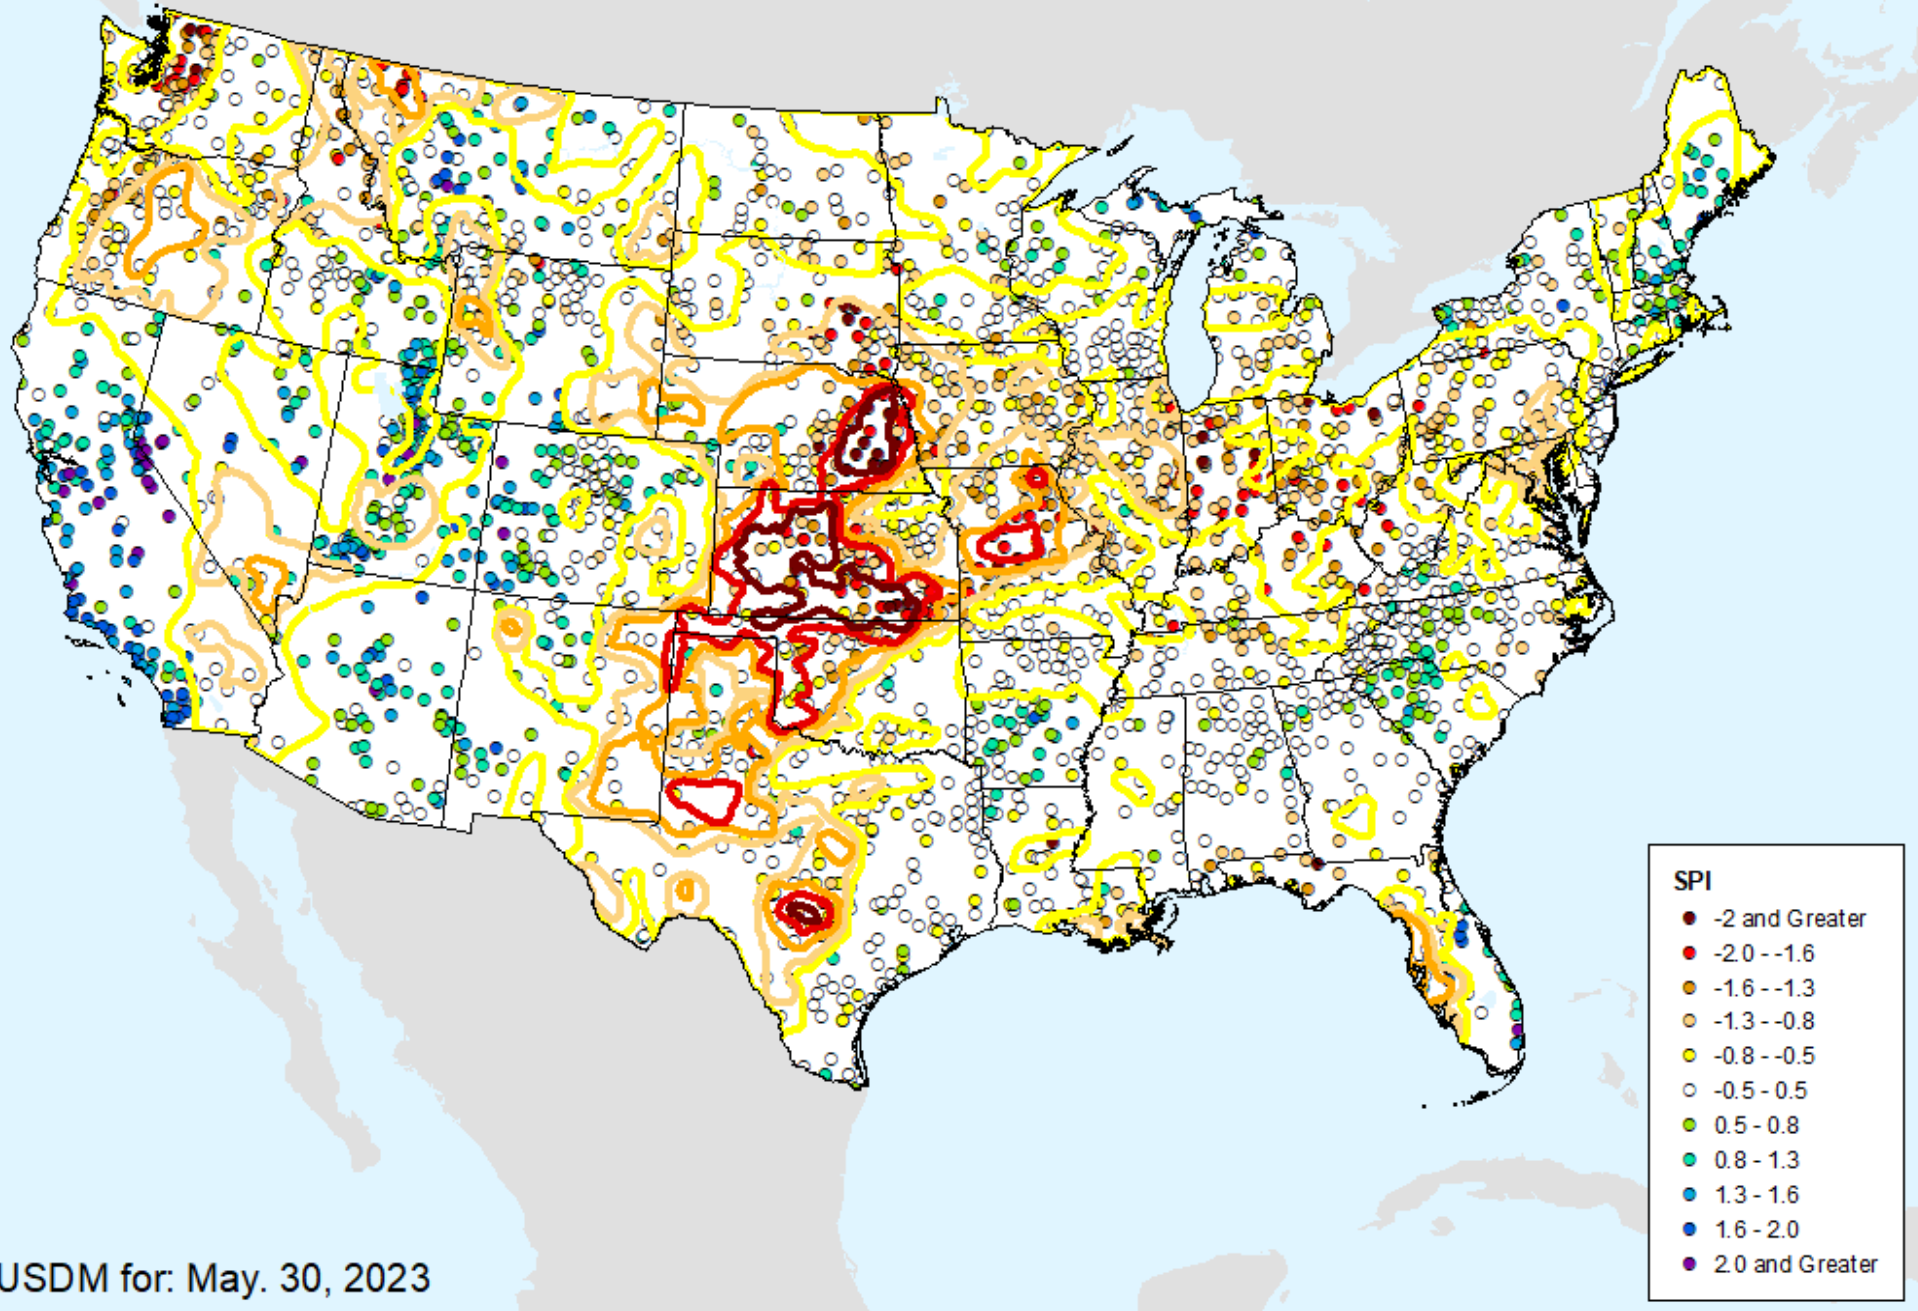 SPI
-2 and Greater
-2.0 - -1.6
-1.6 - -1.3
-1.3 - -0.8
-0.8 - -0.5
-0.5 - 0.5
0.5 - 0.8
0.8 - 1.3
1.3 - 1.6
1.6 - 2.0
2.0 and Greater
USDM for: May. 30, 2023